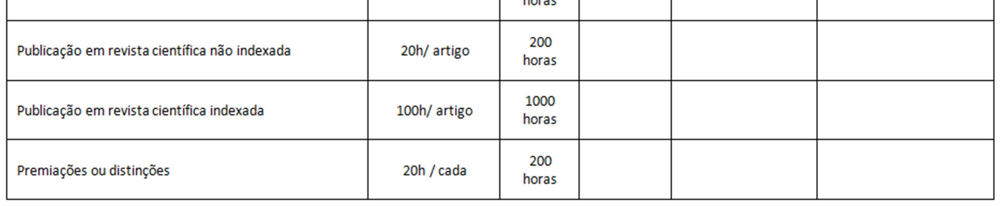 horas
Publicação em revista científica não indexada
20h/ artigo
200
horas
Publicação em revista científica indexada
100h/ artigo
1000
horas
Premiações ou distinções
20h / cada
200
horas